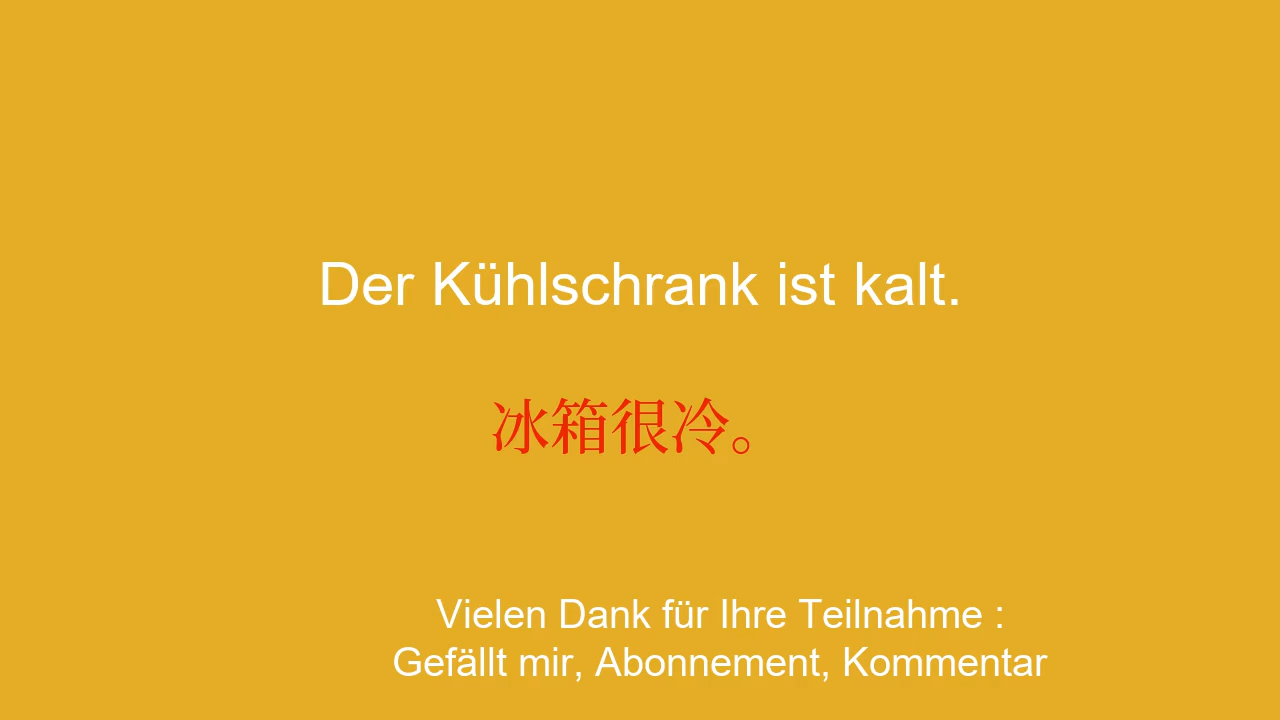 Der Kühlschrank ist kalt.
冰箱很冷。
Vielen Dank für Ihre Teilnahme :
Gefällt mir, Abonnement, Kommentar